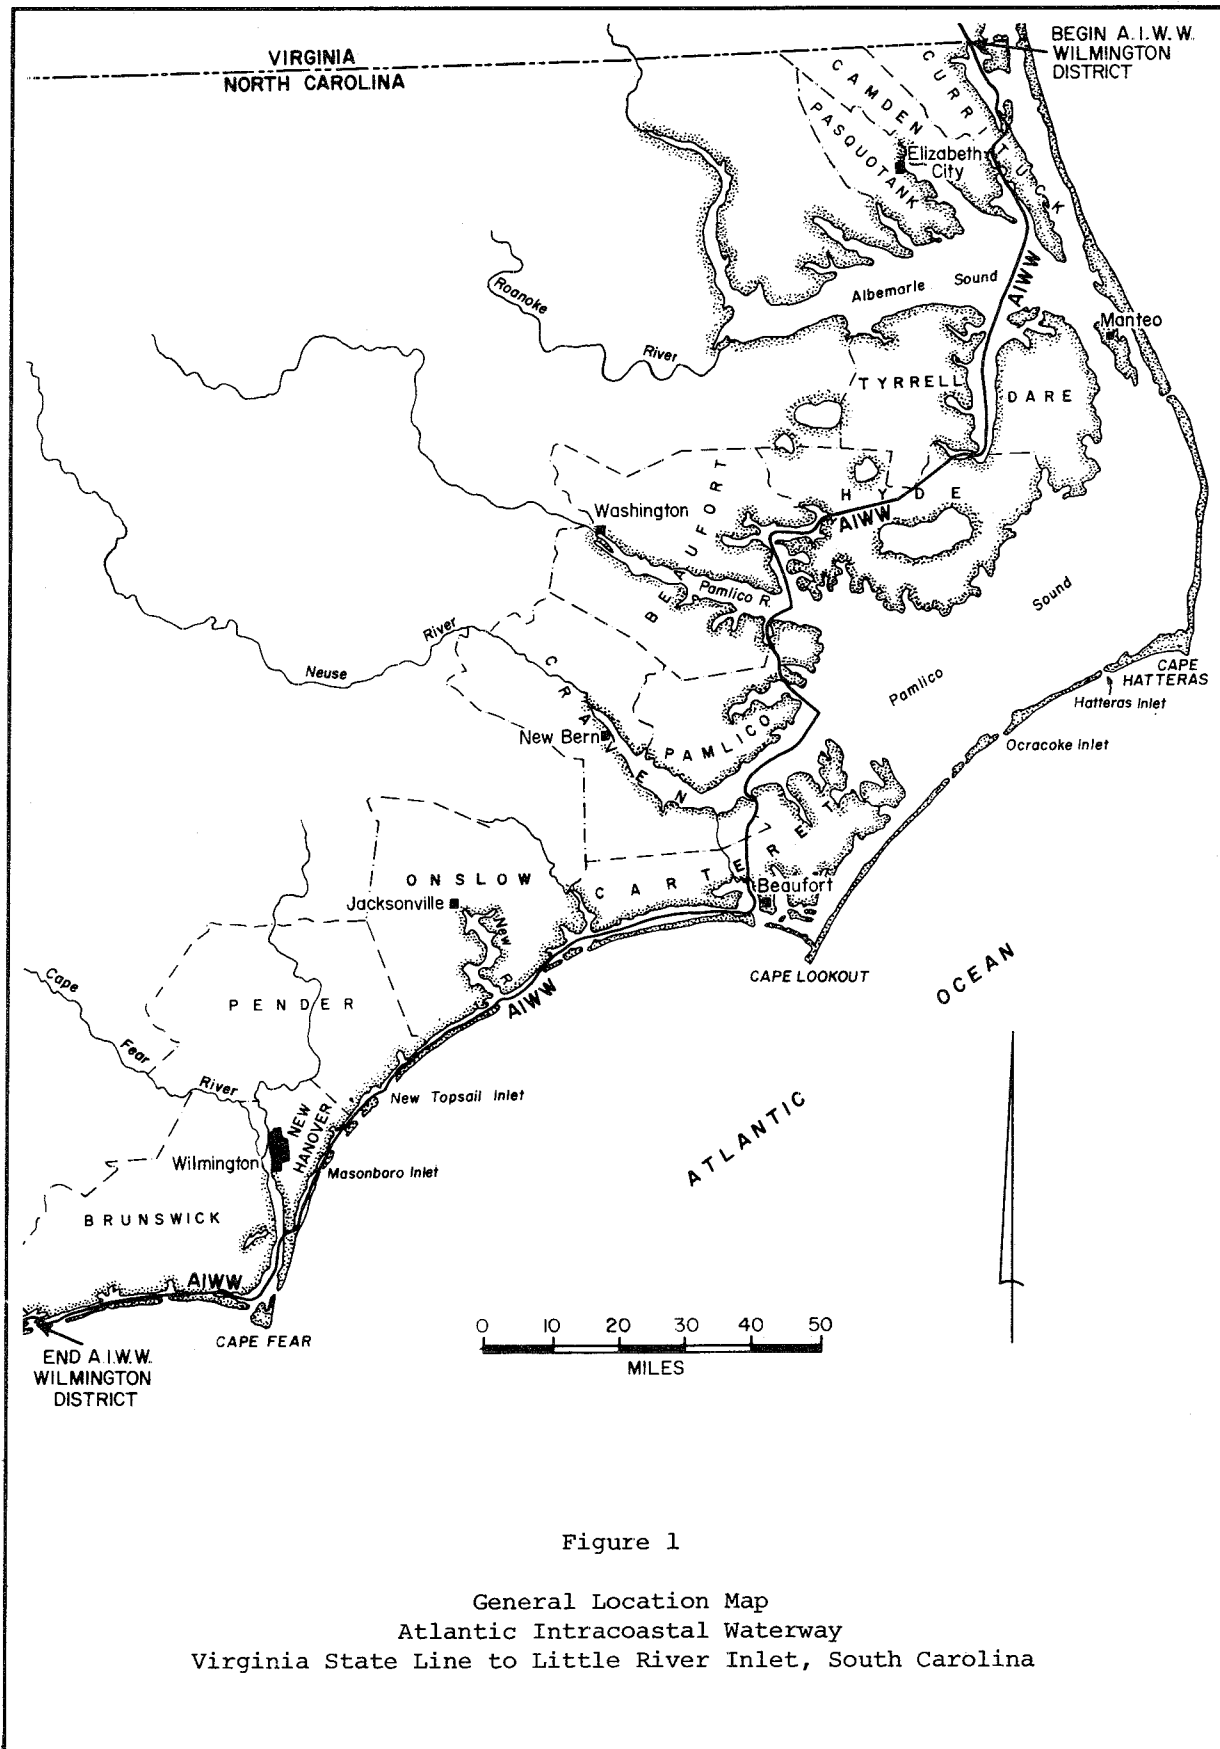 BEGIN A.I.W.W.
WILMINGTON
DISTRICT
VIRGINIA
NORTH CAROLINA
CURRITUCK
CAMDEN
PASQUOTANK
Elizabeth
City
AIWW
Albemarle Sound
Roanoke
River
Manteo
TYRRELL
DARE
HYDE
AIWW
Washington
BEAUFORT
Pamlico R.
Pamlico
Sound
Neuse
River
CRAVEN
New Bern
PAMLICO
CAPE
HATTERAS
Hatteras Inlet
Ocracoke Inlet
ONSLOW
Jacksonville
New R.
CARTERET
Beaufort
CAPE LOOKOUT
AIWW
ATLANTIC
OCEAN
PENDER
Cape
Fear
River
New Topsail Inlet
NEW
HANOVER
Wilmington
Masonboro Inlet
BRUNSWICK
AIWW
CAPE FEAR
END A.I.W.W.
WILMINGTON
DISTRICT
0 10 20 30 40 50
MILES
Figure 1
General Location Map
Atlantic Intracoastal Waterway
Virginia State Line to Little River Inlet, South Carolina